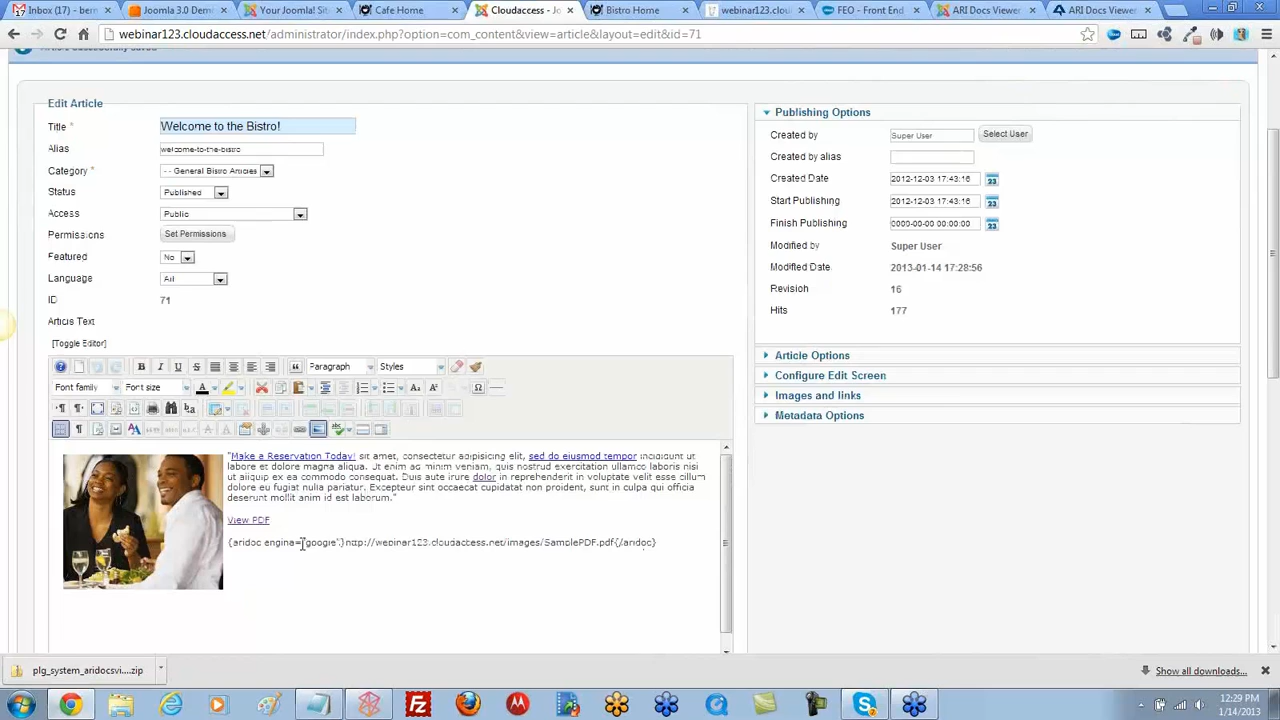 Inbox (17) - bern
Joomla 3.0 Dem
Your Joomla! Sit
Cafe Home
Cloudaccess - Jo
Bistro Home
webinar123.clou
FEO - Front End
ARI Docs Viewer
ARI Docs Viewer
webinar123.cloudaccess.net/administrator/index.php?option=com_content&view=article&layout=edit&id=71
Article successfully saved
Edit Article
Title *
Welcome to the Bistro!
Alias
welcome-to-the-bistro
Category *
- - General Bistro Articles
Status
Published
Access
Public
Permissions
Set Permissions
Featured
No
Language
All
ID
71
Article Text
[Toggle Editor]
Paragraph
Styles
Font family
Font size
"Make a Reservation Today! sit amet, consectetur adipisicing elit, sed do eiusmod tempor incididunt ut
labore et dolore magna aliqua. Ut enim ad minim veniam, quis nostrud exercitation ullamco laboris nisi
ut aliquip ex ea commodo consequat. Duis aute irure dolor in reprehenderit in voluptate velit esse cillum
dolore eu fugiat nulla pariatur. Excepteur sint occaecat cupidatat non proident, sunt in culpa qui officia
deserunt mollit anim id est laborum."
View PDF
{aridoc engine="google"}http://webinar123.cloudaccess.net/images/SamplePDF.pdf{/aridoc}
Publishing Options
Created by
Super User
Select User
Created by alias
Created Date
2012-12-03 17:43:16
23
Start Publishing
2012-12-03 17:43:16
23
Finish Publishing
0000-00-00 00:00:00
23
Modified by
Super User
Modified Date
2013-01-14 17:28:56
Revision
16
Hits
177
Article Options
Configure Edit Screen
Images and links
Metadata Options
plg_system_aridocsvi....zip
Show all downloads...
12:29 PM
1/14/2013